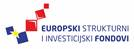 EUROPSKI STRUKTURNI
I INVESTICIJSKI FONDOVI